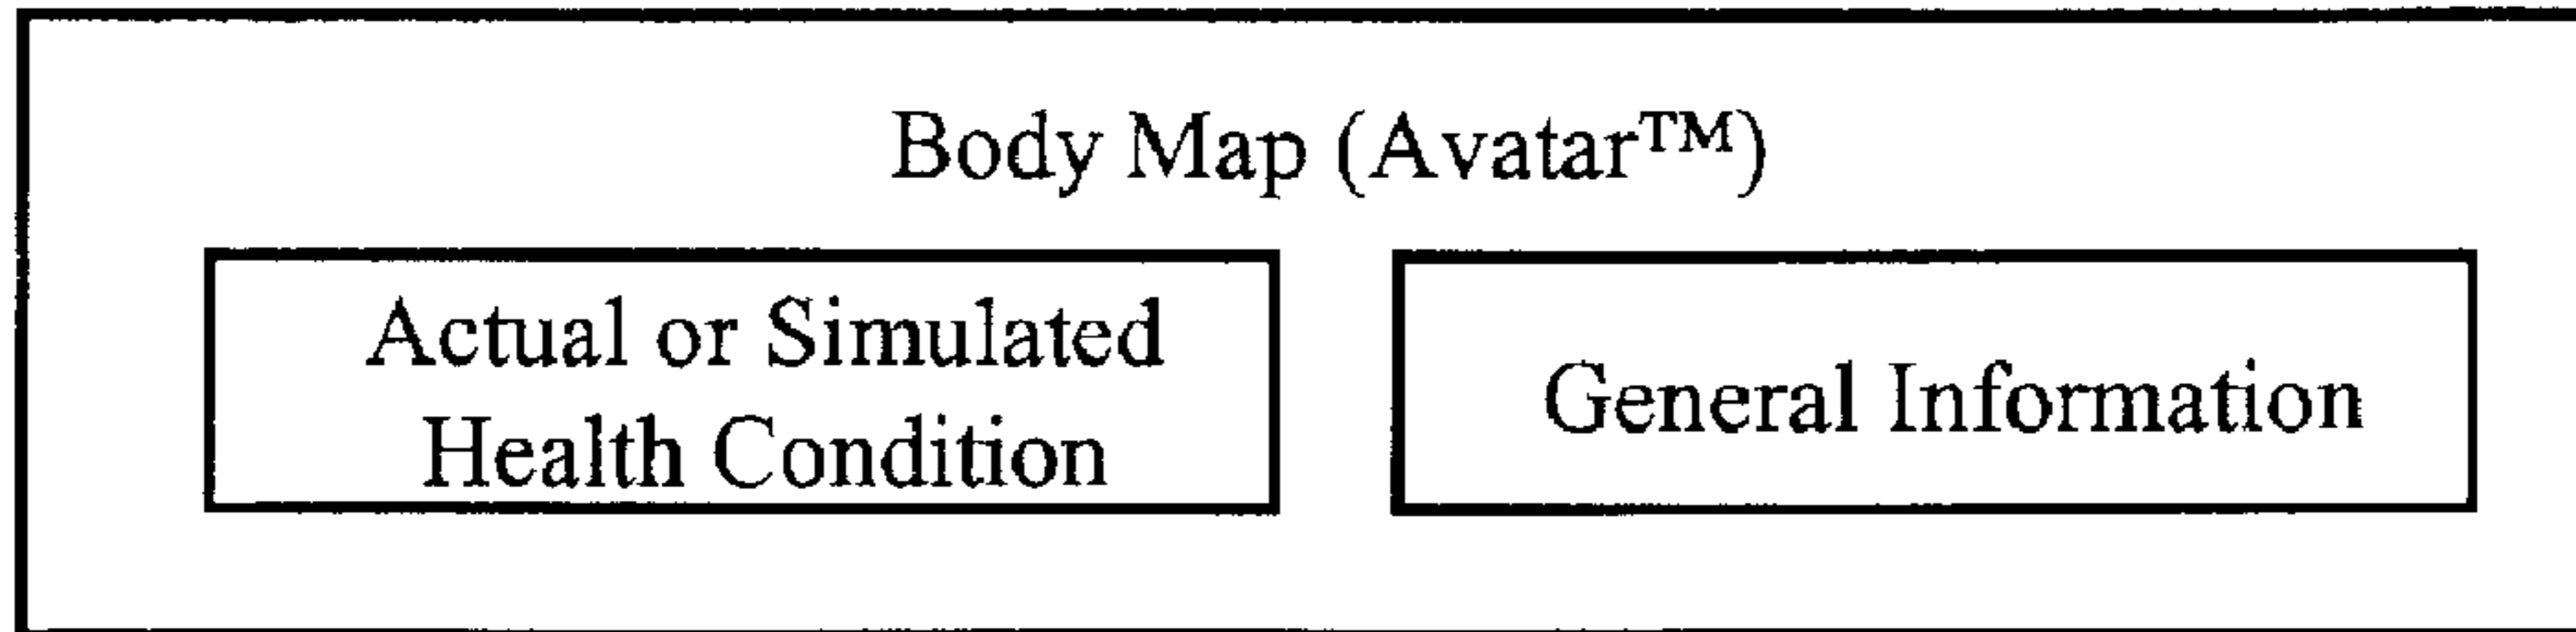 Body Map (Avatar™)
Actual or Simulated
Health Condition
General Information